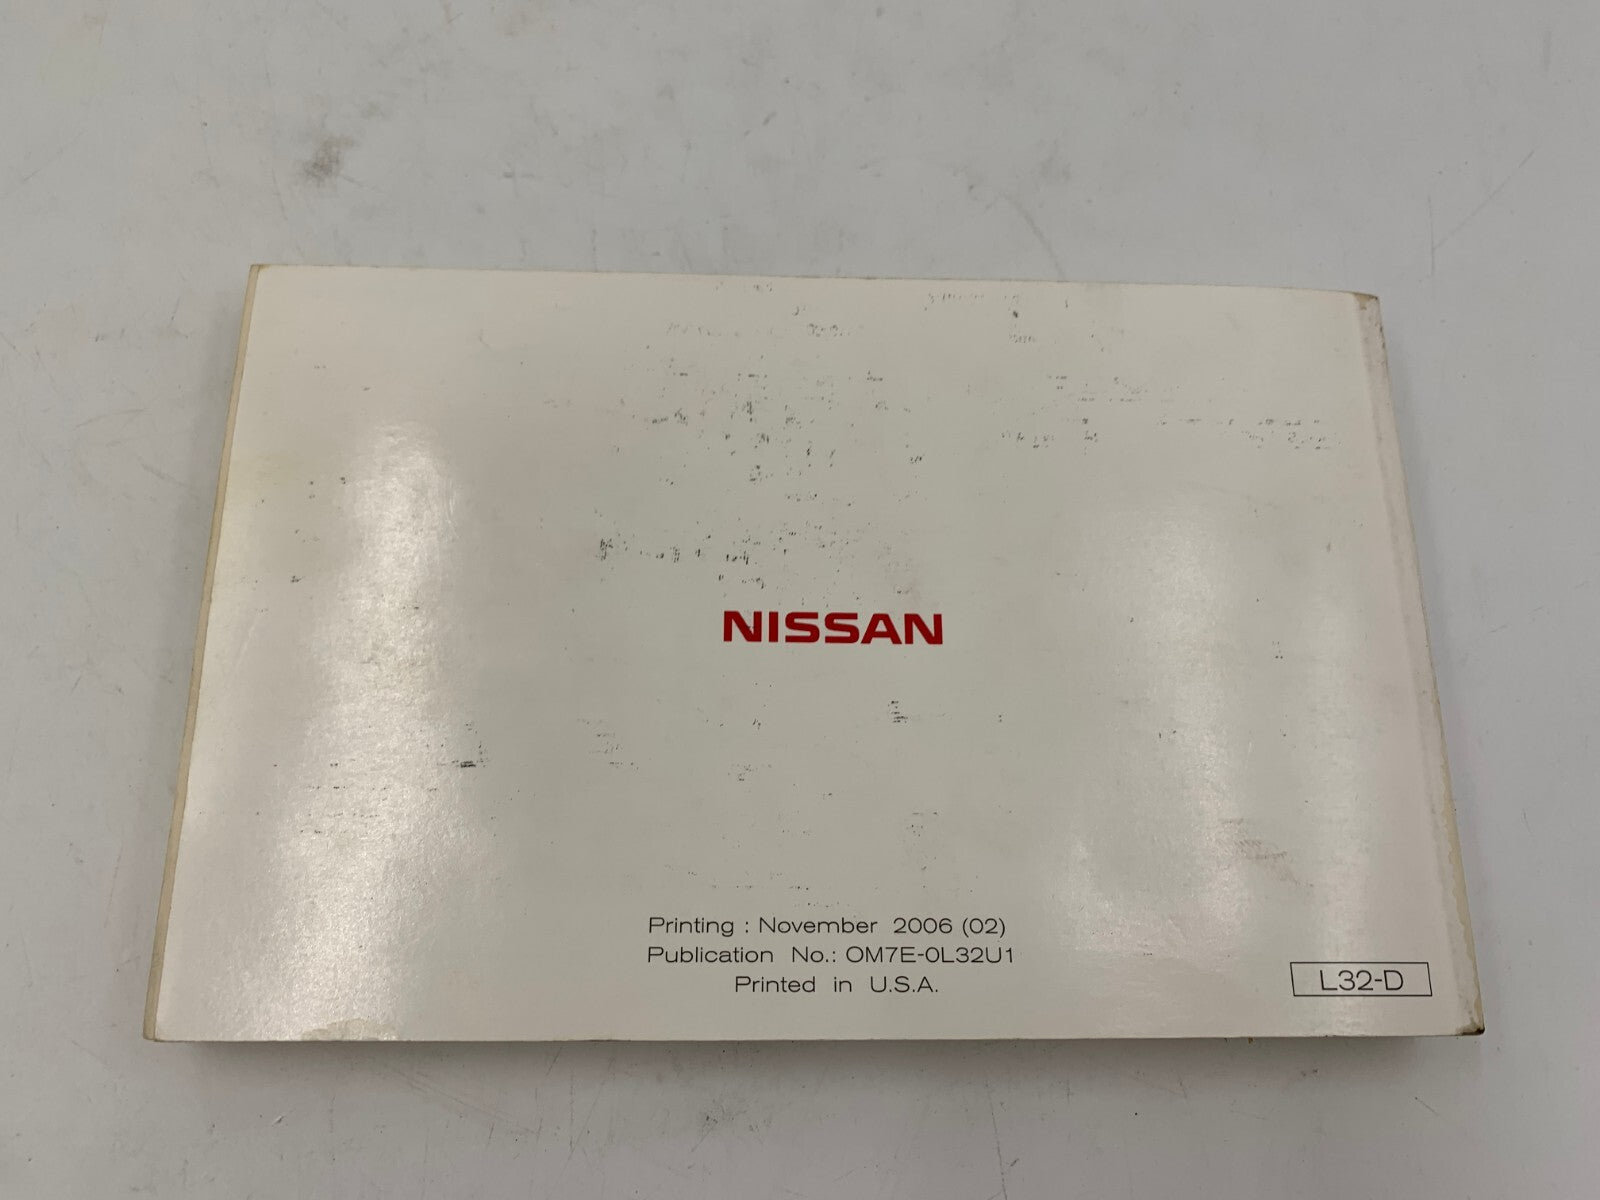 NISSAN
Printing : November 2006 (02)
Publication No.: OM7E-0L32U1
Printed in U.S.A.
L32-D